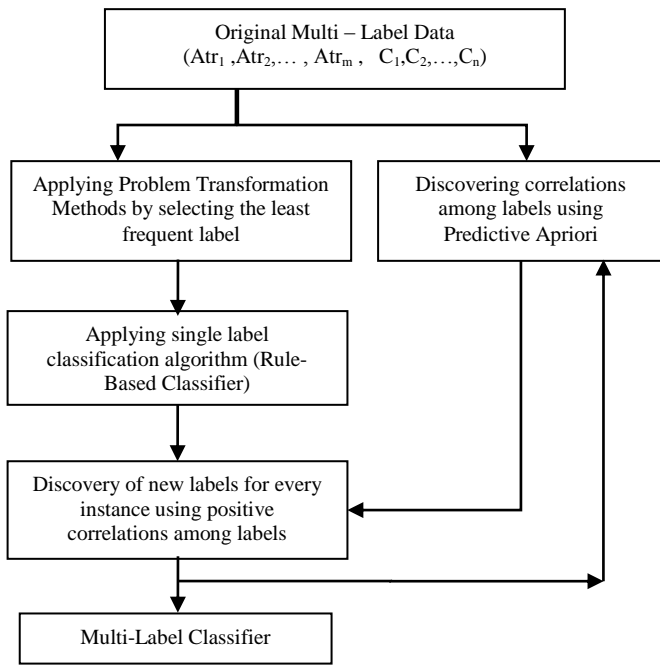 Original Multi – Label Data
(Atr1 ,Atr2,… , Atrm , C1,C2,…,Cn)
Applying Problem Transformation
Methods by selecting the least
frequent label
Discovering correlations
among labels using
Predictive Apriori
Applying single label
classification algorithm (Rule-
Based Classifier)
Discovery of new labels for every
instance using positive
correlations among labels
Multi-Label Classifier